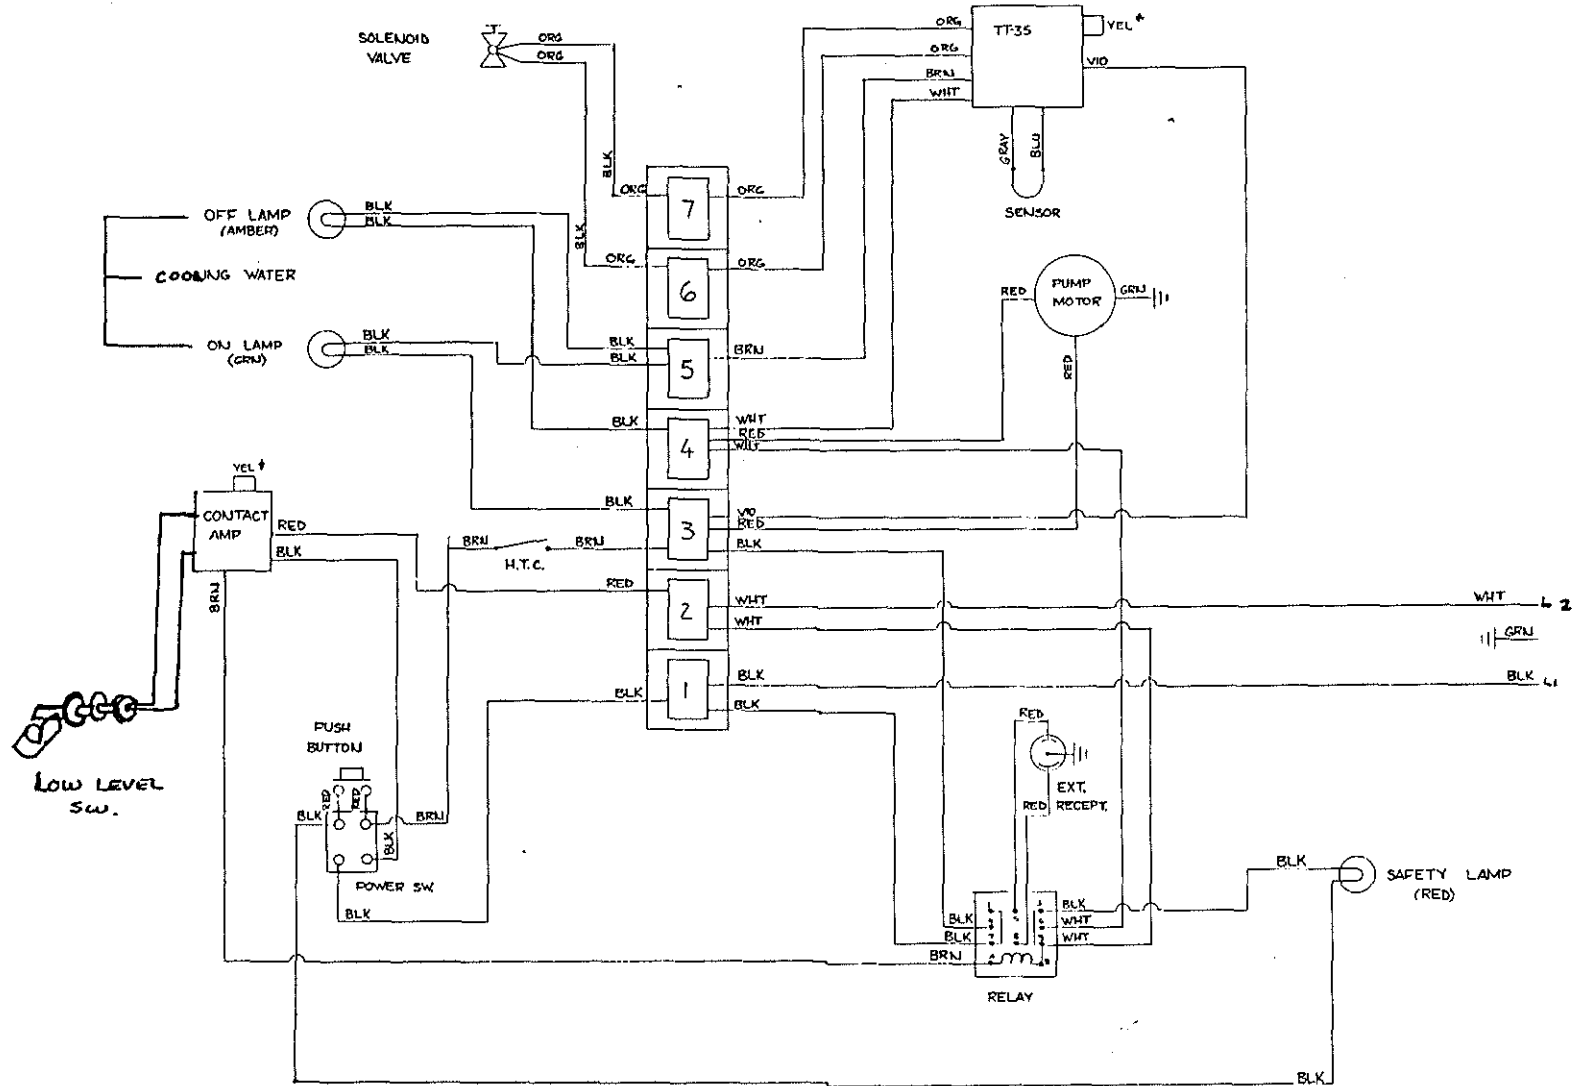 SOLENOID
VALVE
ORG
ORG
BLK
BLK
ORG
ORG
BRN
WHT
TT-35
YEL *
VIO
GRAY
BLU
SENSOR
ORG
7
ORG
ORG
6
ORG
OFF LAMP
(AMBER)
BLK
BLK
COOLING WATER
ON LAMP
(GRN)
BLK
BLK
BLK
BLK
5
BRN
RED
PUMP
MOTOR
GRN
RED
BLK
4
WHT
RED
WHT
YEL
CONTACT
AMP
RED
BLK
BRN
BLK
3
VIO
RED
BLK
BRN
BRN
H.T.C.
RED
2
WHT
WHT
WHT
L2
GRN
BLK
1
BLK
BLK
BLK
L1
LOW LEVEL
SW.
PUSH
BUTTON
RED
RED
BLK
BRN
BLK
POWER SW.
BLK
RED
EXT.
RECEPT.
RED
BLK
BLK
BRN
BLK
WHT
WHT
RELAY
BLK
SAFETY LAMP
(RED)
BLK